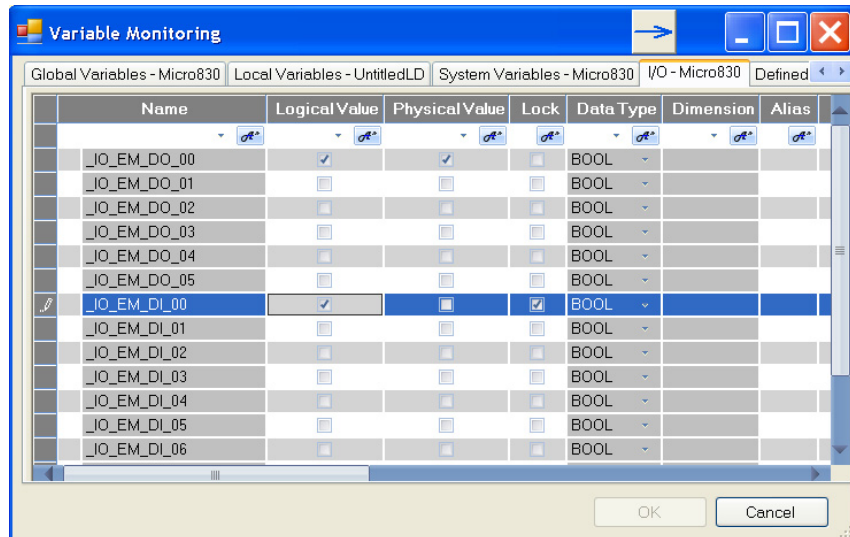 Variable Monitoring
Global Variables - Micro830 Local Variables - UntitledLD System Variables - Micro830 I/O - Micro830 Defined
Name Logical Value Physical Value Lock Data Type Dimension Alias
_IO_EM_DO_00 BOOL
_IO_EM_DO_01 BOOL
_IO_EM_DO_02 BOOL
_IO_EM_DO_03 BOOL
_IO_EM_DO_04 BOOL
_IO_EM_DO_05 BOOL
_IO_EM_DI_00 BOOL
_IO_EM_DI_01 BOOL
_IO_EM_DI_02 BOOL
_IO_EM_DI_03 BOOL
_IO_EM_DI_04 BOOL
_IO_EM_DI_05 BOOL
_IO_EM_DI_06 BOOL
OK Cancel